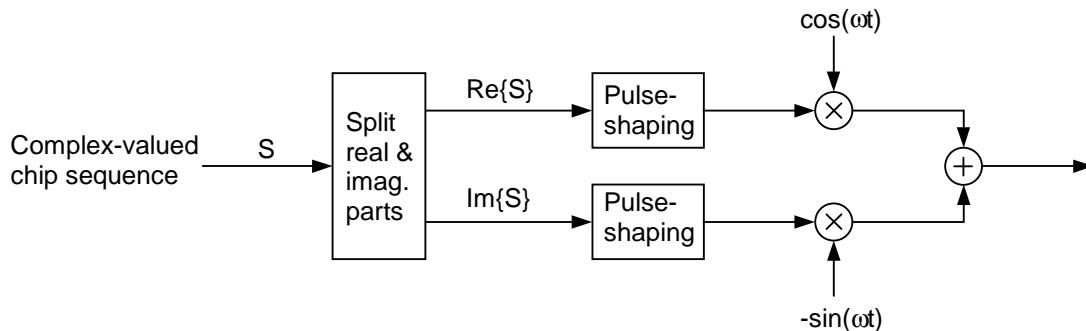 cos(ωt)
Complex-valued
chip sequence
S
Split
real &
imag.
parts
Re{S}
Pulse-
shaping
Im{S}
Pulse-
shaping
-sin(ωt)